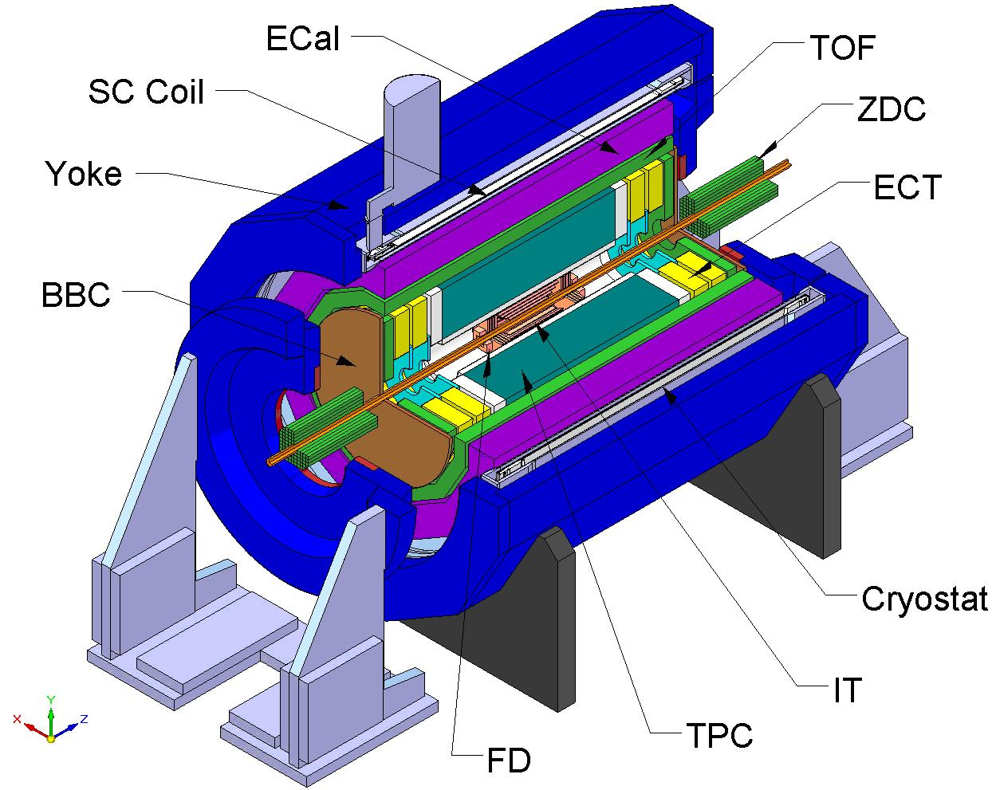 ECal
TOF
SC Coil
ZDC
Yoke
ECT
BBC
Cryostat
IT
TPC
FD
Y
X
Z